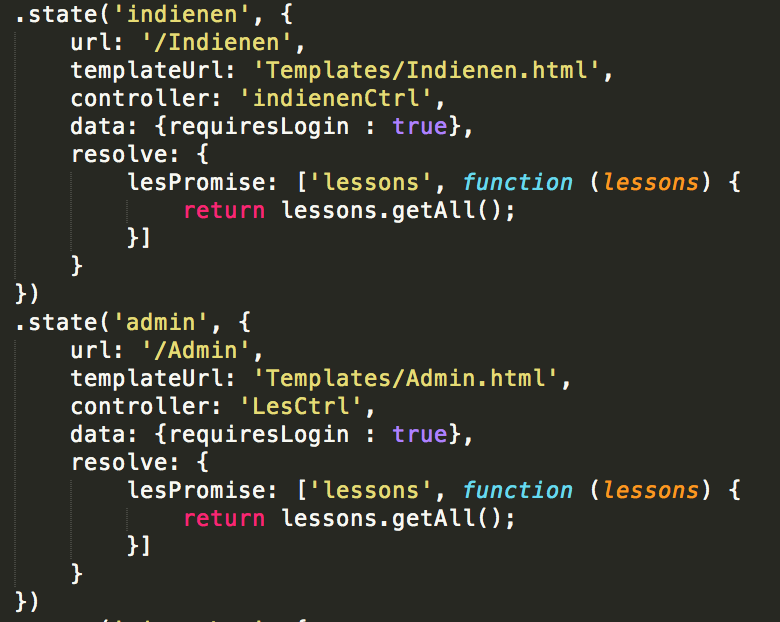 .state('indienen', {
    url: '/Indienen',
    templateUrl: 'Templates/Indienen.html',
    controller: 'indienenCtrl',
    data: {requiresLogin : true},
    resolve: {
        lesPromise: ['lessons', function (lessons) {
            return lessons.getAll();
        }]
    }
})
.state('admin', {
    url: '/Admin',
    templateUrl: 'Templates/Admin.html',
    controller: 'LesCtrl',
    data: {requiresLogin : true},
    resolve: {
        lesPromise: ['lessons', function (lessons) {
            return lessons.getAll();
        }]
    }
})